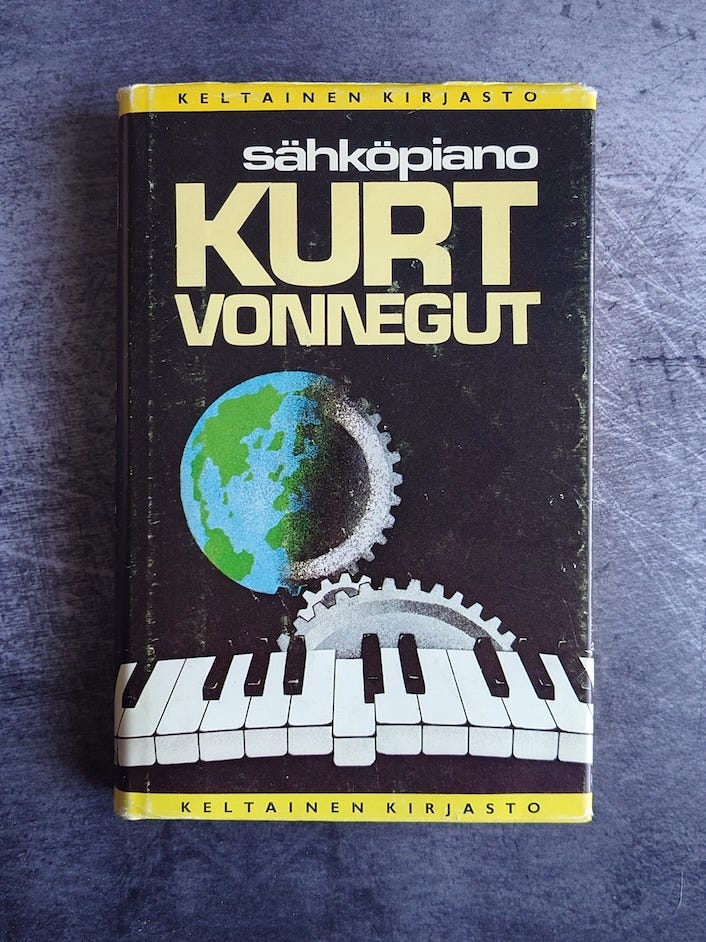 KELTAINEN KIRJASTO
sähköpiano
KURT
VONNEGUT
KELTAINEN KIRJASTO